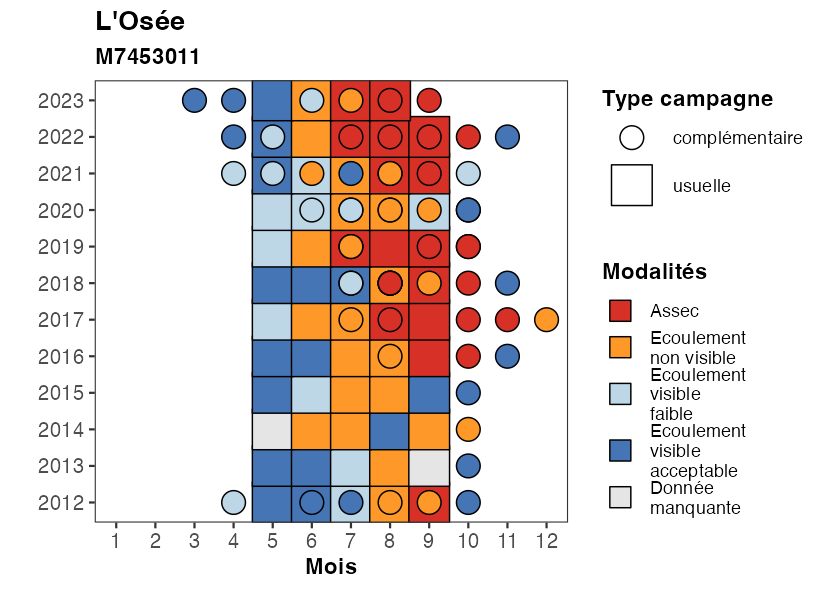 L'Osée
M7453011
2023
2022
2021
2020
2019
2018
2017
2016
2015
2014
2013
2012
1 2 3 4 5 6 7 8 9 10 11 12
Mois
Type campagne
complémentaire
usuelle
Modalités
Assec
Ecoulement
non visible
Ecoulement
visible
faible
Ecoulement
visible
acceptable
Donnée
manquante